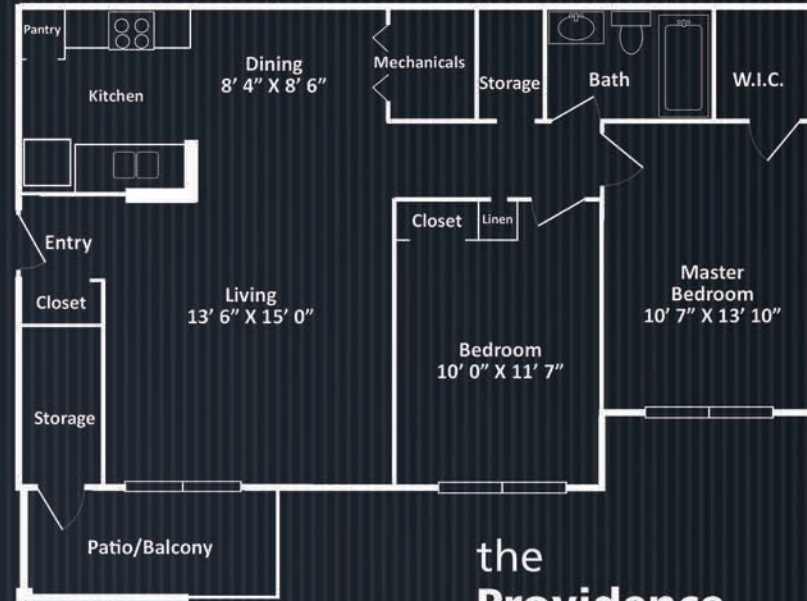 Pantry
Kitchen
Dining
8' 4” X 8' 6”
Mechanicals
Storage
Bath
W.I.C.
Entry
Closet
Linen
Closet
Living
13' 6” X 15' 0”
Master
Bedroom
10' 7” X 13' 10”
Bedroom
10' 0” X 11' 7”
Storage
Patio/Balcony
the
Providence